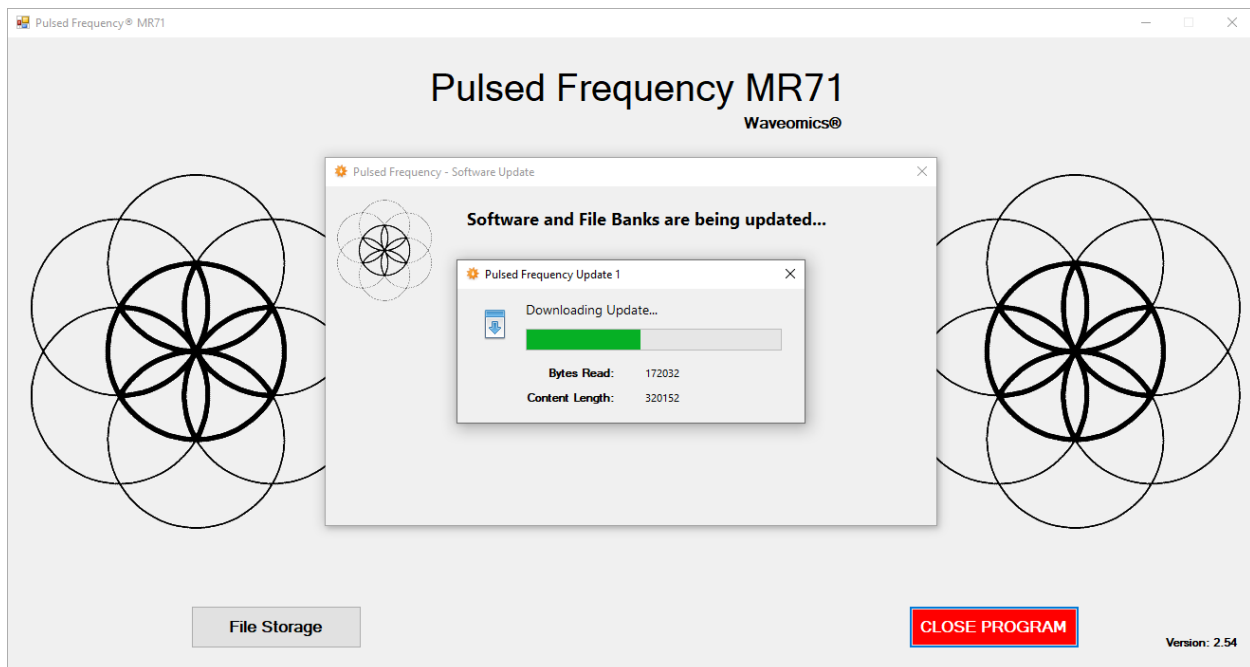 Pulsed Frequency® MR71
Pulsed Frequency MR71
Waveomics®
Pulsed Frequency - Software Update
Software and File Banks are being updated...
Pulsed Frequency Update 1
Downloading Update...
Bytes Read: 172032
Content Length: 320152
File Storage
CLOSE PROGRAM
Version: 2.54